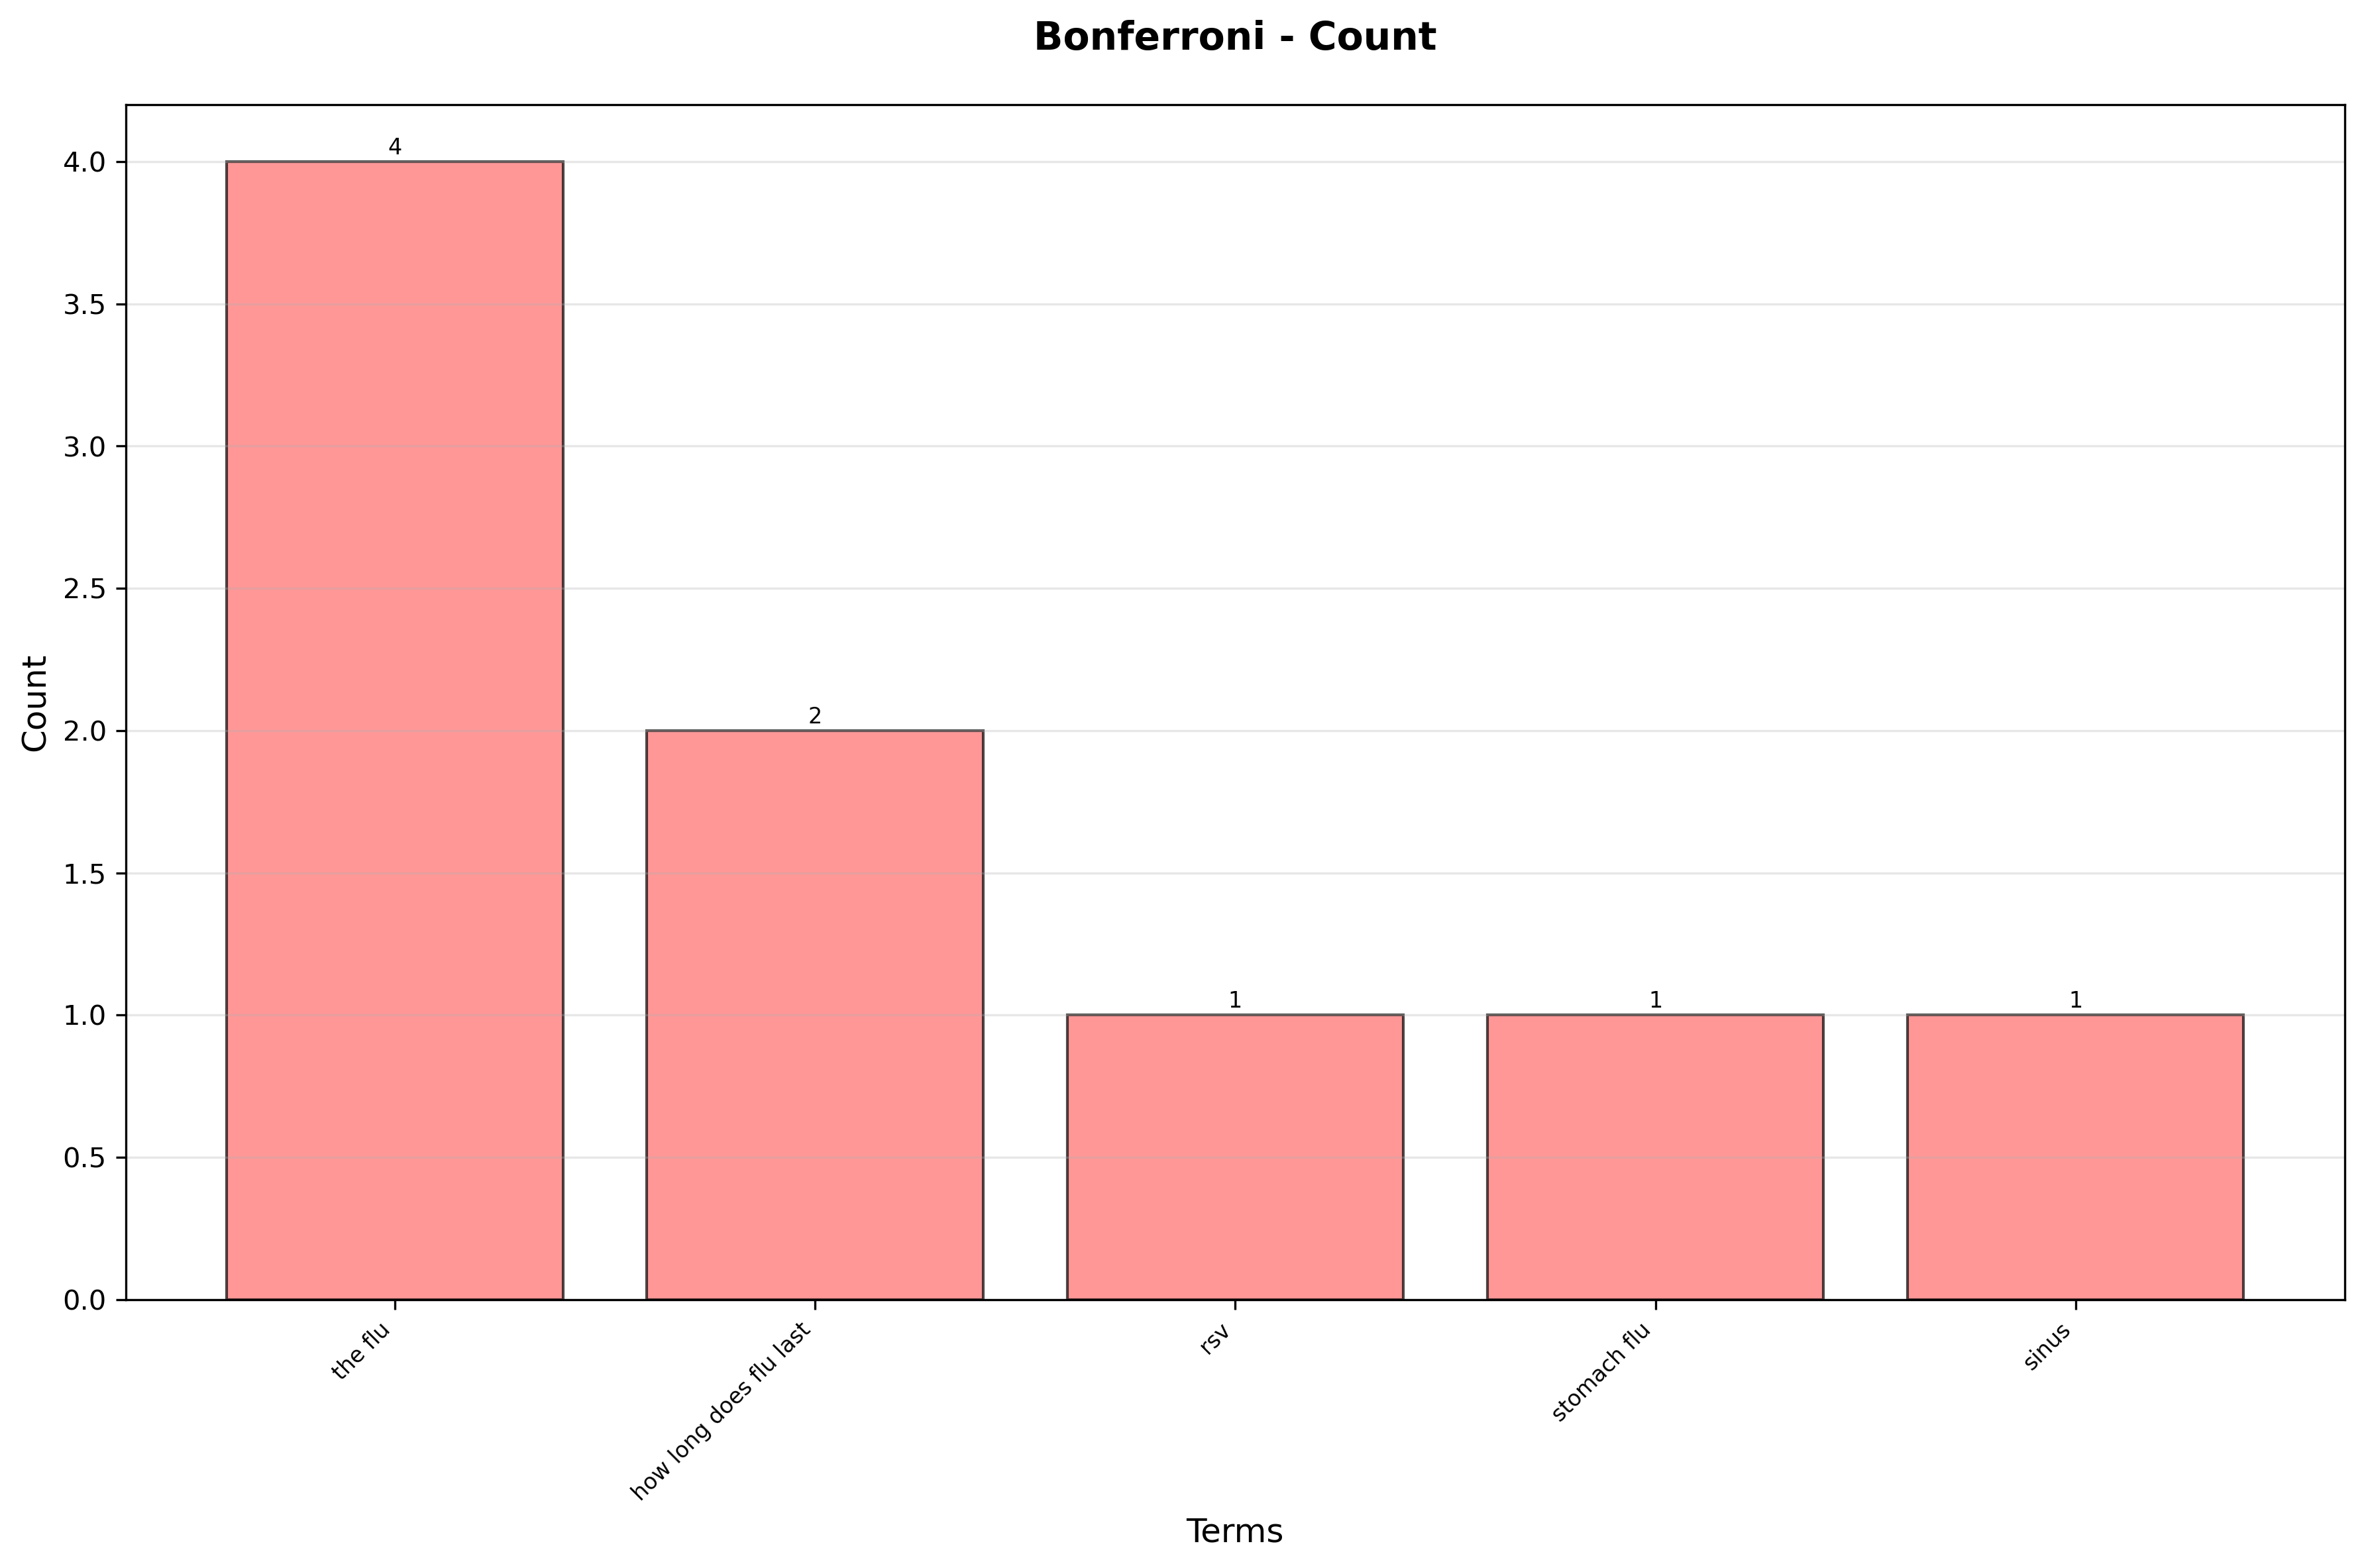 Bonferroni - Count
Count
4.0
3.5
3.0
2.5
2.0
1.5
1.0
0.5
0.0
4
2
1
1
1
the flu
how long does flu last
rsv
stomach flu
sinus
Terms